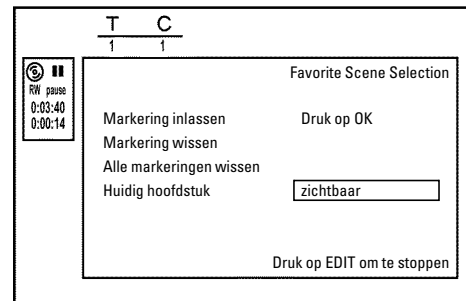 T C
1 1
RW pause
0:03:40
0:00:14
Favorite Scene Selection
Markering inlassen Druk op OK
Markering wissen
Alle markeringen wissen
Huidig hoofdstuk zichtbaar
Druk op EDIT om te stoppen